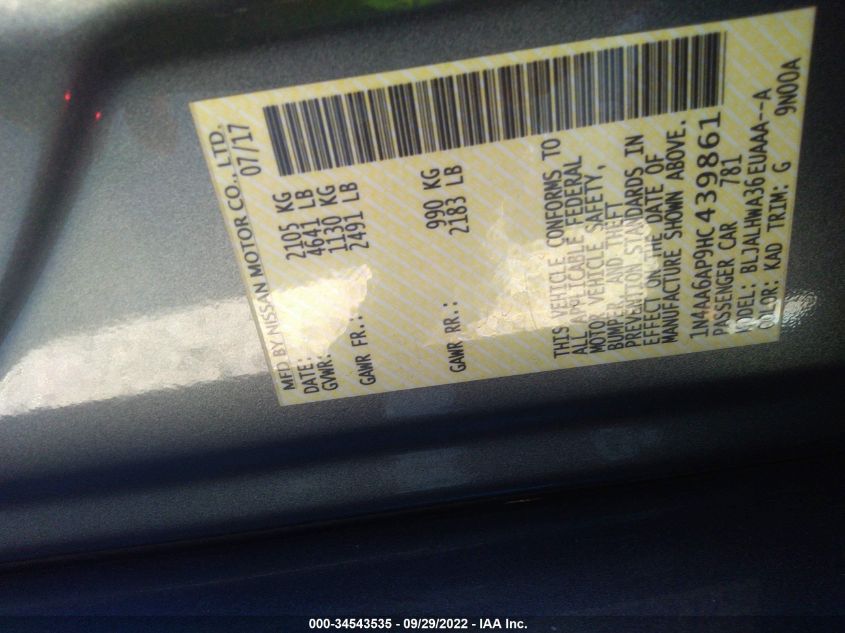 MFD BY NISSAN MOTOR CO., LTD.
DATE: 07/17
GVWR: 2105 KG
4641 LB
GAWR FR.: 1130 KG
2491 LB
GAWR RR.: 990 KG
2183 LB
THIS VEHICLE CONFORMS TO
ALL APPLICABLE FEDERAL
MOTOR VEHICLE SAFETY,
BUMPER AND THEFT
PREVENTION STANDARDS IN
EFFECT ON THE DATE OF
MANUFACTURE SHOWN ABOVE.
1N4AA6AP9HC439861
PASSENGER CAR 781
MODEL: BLJALHWA36EUAAA--A
COLOR: KAD TRIM: G 9N00A
000-34543535 - 09/29/2022 - IAA Inc.